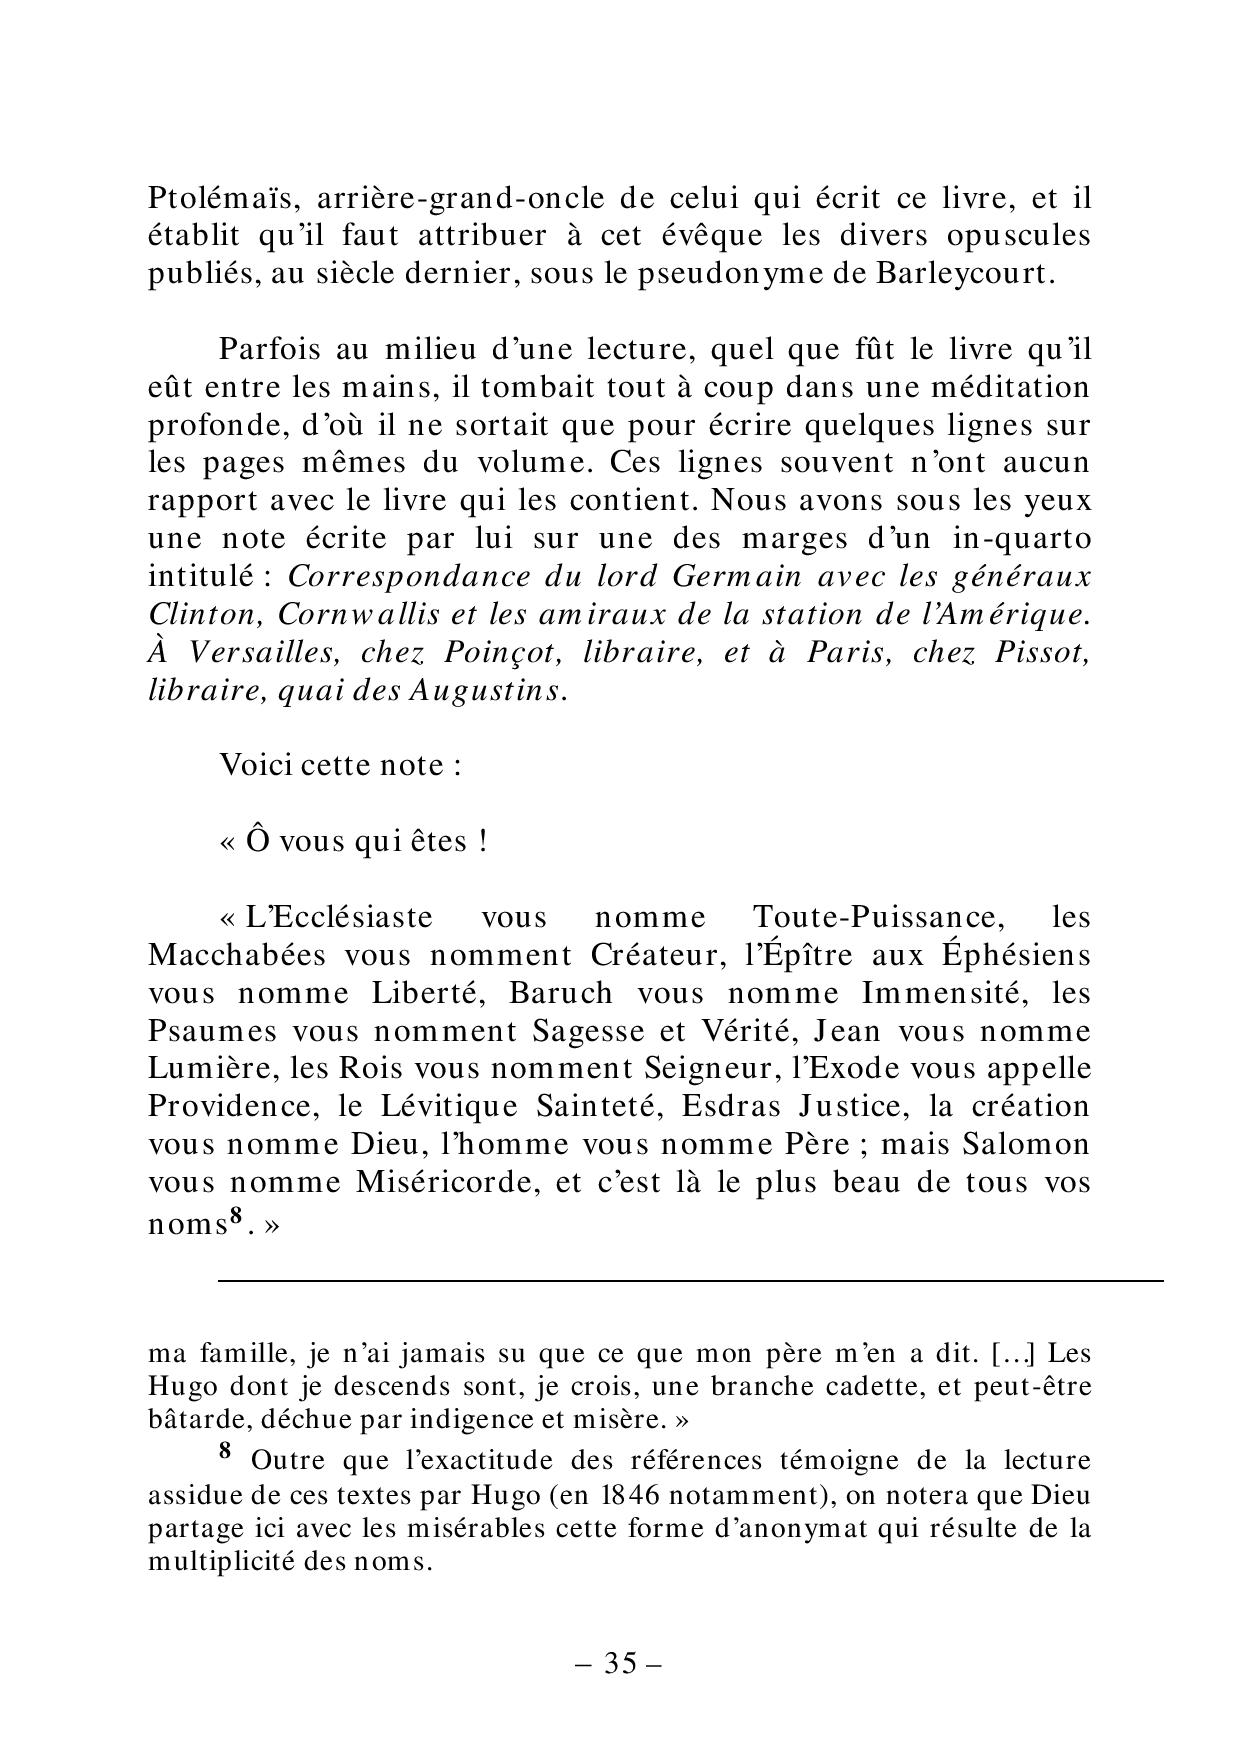 Ptolémaïs, arrière-grand-oncle de celui qui écrit ce livre, et il
établit qu’il faut attribuer à cet évêque les divers opuscules
publiés, au siècle dernier, sous le pseudonyme de Barleycourt.
Parfois au milieu d’une lecture, quel que fût le livre qu’il
eût entre les mains, il tombait tout à coup dans une méditation
profonde, d’où il ne sortait que pour écrire quelques lignes sur
les pages mêmes du volume. Ces lignes souvent n’ont aucun
rapport avec le livre qui les contient. Nous avons sous les yeux
une note écrite par lui sur une des marges d’un in-quarto
intitulé : Correspondance du lord Germain avec les généraux
Clinton, Cornwallis et les amiraux de la station de l’Amérique.
À Versailles, chez Poinçot, libraire, et à Paris, chez Pissot,
libraire, quai des Augustins.
Voici cette note :
« Ô vous qui êtes !
« L’Ecclésiaste vous nomme Toute-Puissance, les
Macchabées vous nomment Créateur, l’Épître aux Éphésiens
vous nomme Liberté, Baruch vous nomme Immensité, les
Psaumes vous nomment Sagesse et Vérité, Jean vous nomme
Lumière, les Rois vous nomment Seigneur, l’Exode vous appelle
Providence, le Lévitique Sainteté, Esdras Justice, la création
vous nomme Dieu, l’homme vous nomme Père ; mais Salomon
vous nomme Miséricorde, et c’est là le plus beau de tous vos
noms8. »
ma famille, je n’ai jamais su que ce que mon père m’en a dit. […] Les
Hugo dont je descends sont, je crois, une branche cadette, et peut-être
bâtarde, déchue par indigence et misère. »
8 Outre que l’exactitude des références témoigne de la lecture
assidue de ces textes par Hugo (en 1846 notamment), on notera que Dieu
partage ici avec les misérables cette forme d’anonymat qui résulte de la
multiplicité des noms.
– 35 –